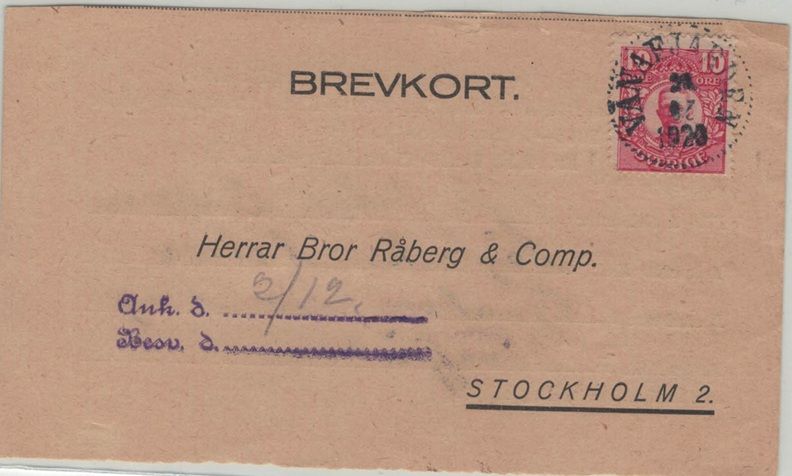 BREVKORT.
15 ÖRE
SVERIGE
1920
Herrar Bror Råberg & Comp.
Ank. d. 2/12.
Besv. d.
STOCKHOLM 2.